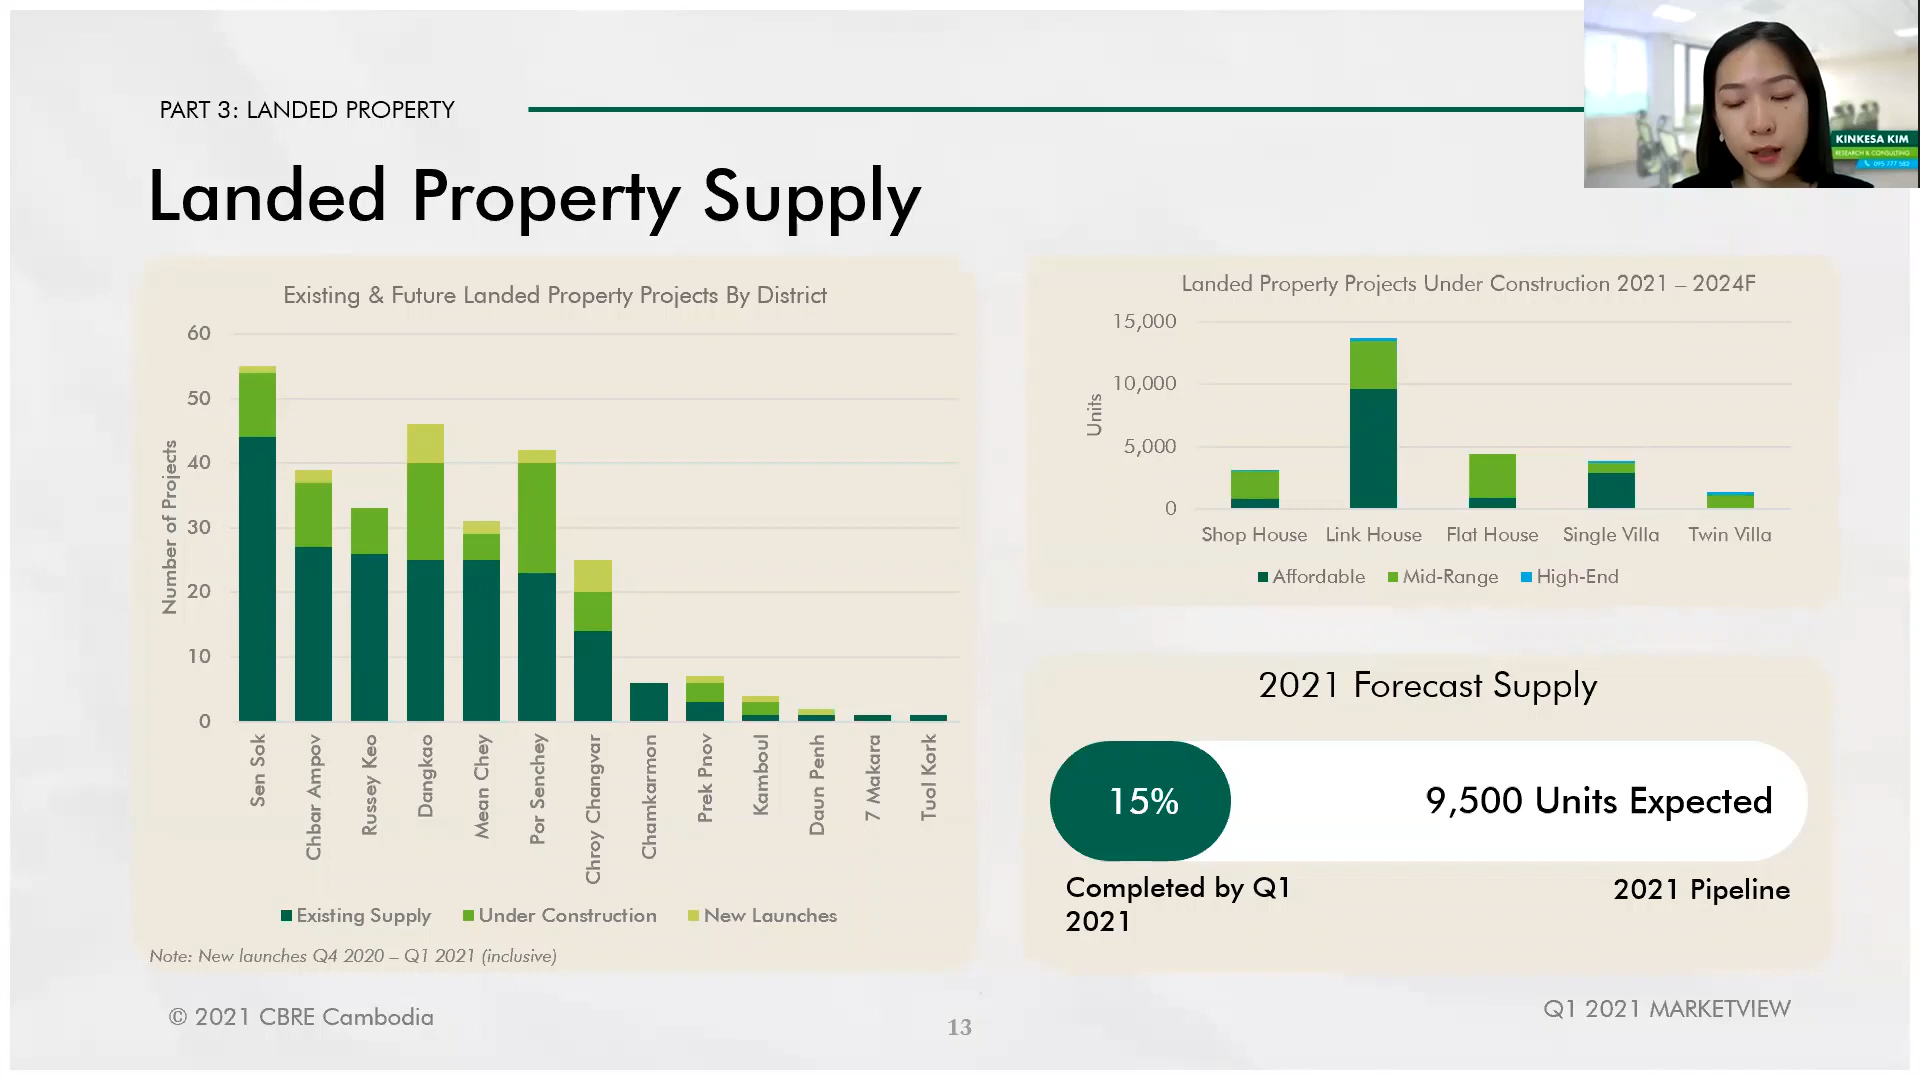 PART 3: LANDED PROPERTY
KINKESA KIM
RESEARCH & CONSULTING
095 777 582
Landed Property Supply
Existing & Future Landed Property Projects By District
60
50
40
30
20
10
0
Number of Projects
Sen Sok
Chbar Ampov
Russey Keo
Dangkao
Mean Chey
Por Senchey
Chroy Changvar
Chamkarmon
Prek Pnov
Kamboul
Daun Penh
7 Makara
Tuol Kork
Existing Supply Under Construction New Launches
Note: New launches Q4 2020 – Q1 2021 (inclusive)
Landed Property Projects Under Construction 2021 – 2024F
15,000
10,000
5,000
0
Units
Shop House Link House Flat House Single Villa Twin Villa
Affordable Mid-Range High-End
2021 Forecast Supply
15% 9,500 Units Expected
Completed by Q1
2021
2021 Pipeline
© 2021 CBRE Cambodia
13
Q1 2021 MARKETVIEW